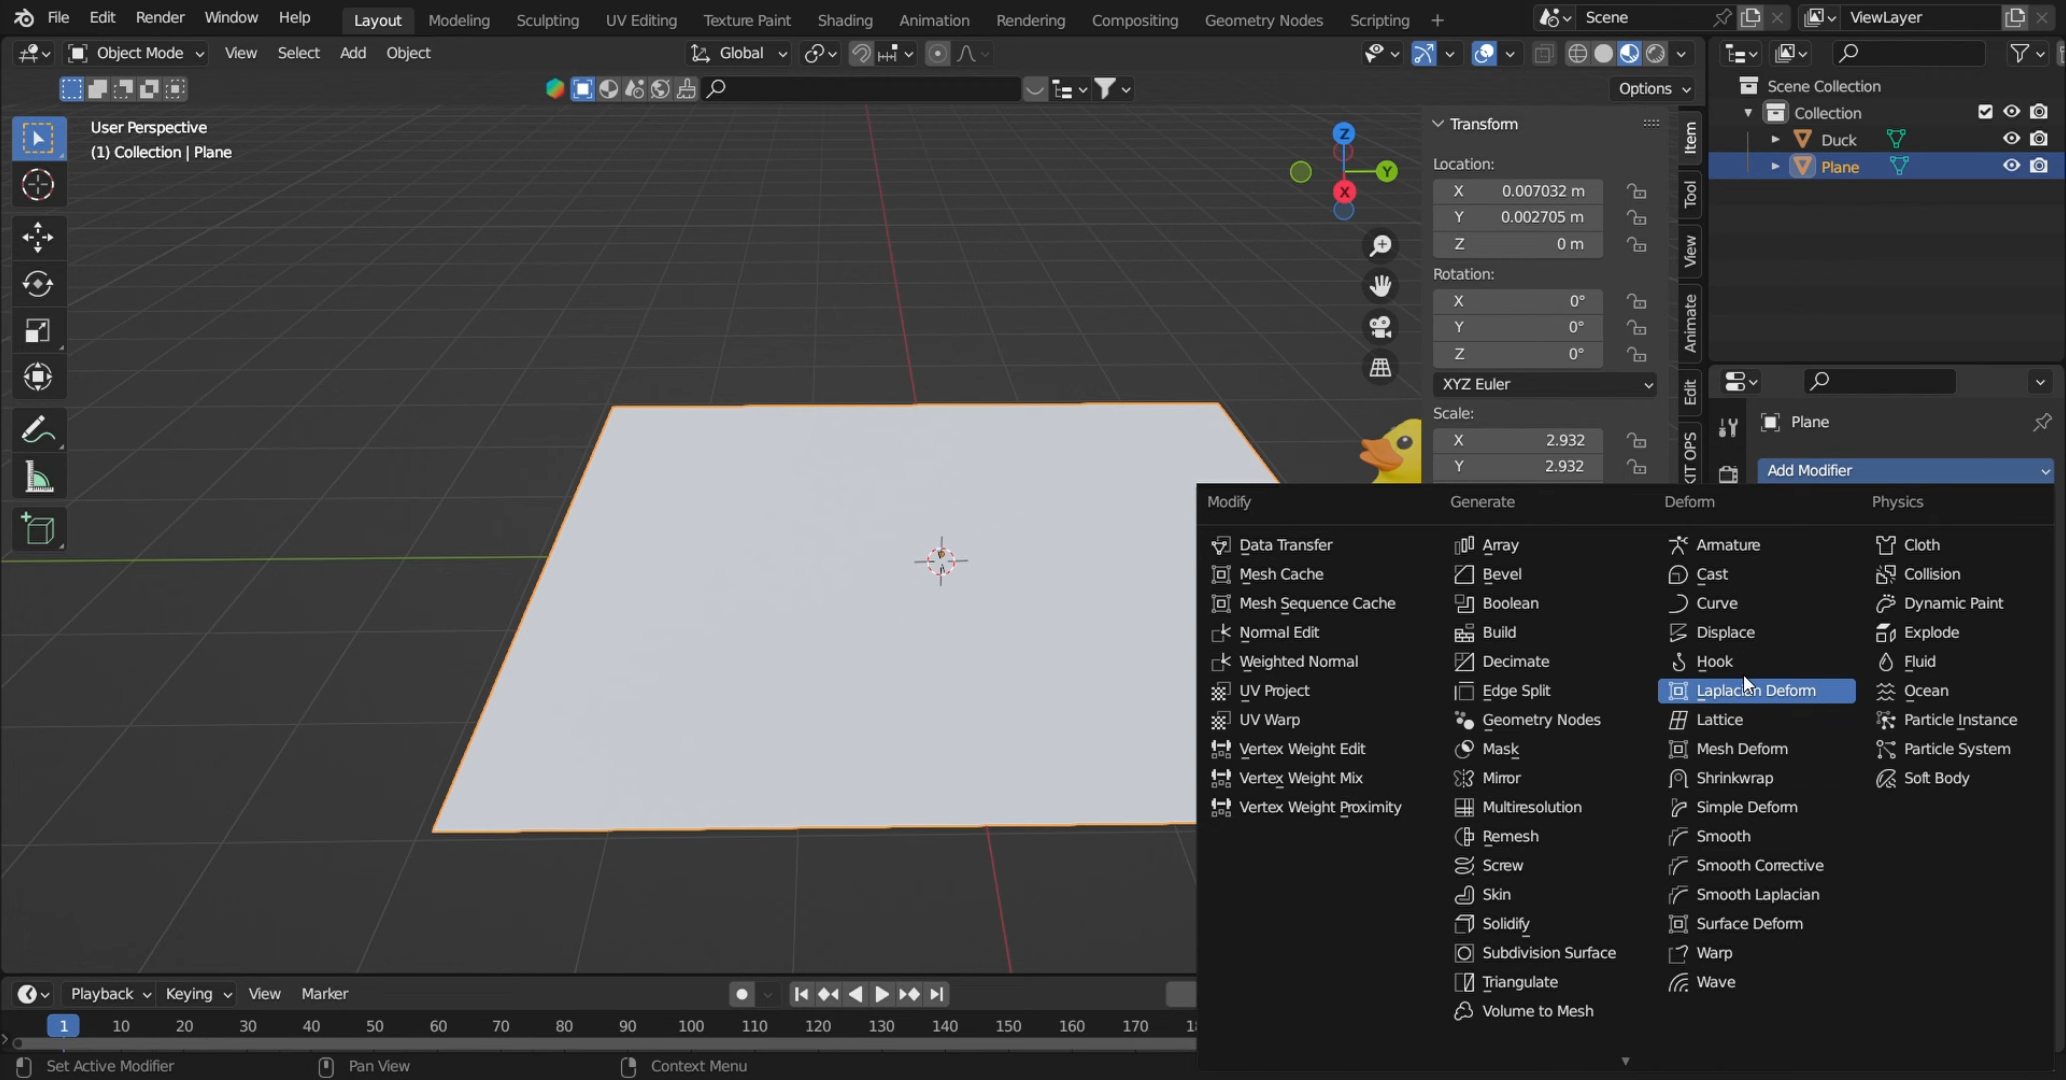 File Edit Render Window Help Layout Modeling Sculpting UV Editing Texture Paint Shading Animation Rendering Compositing Geometry Nodes Scripting + Scene ViewLayer
Object Mode View Select Add Object Global
Options
User Perspective
(1) Collection | Plane
Z
Y
X
Transform
Location:
X 0.007032 m
Y 0.002705 m
Z 0 m
Rotation:
X 0°
Y 0°
Z 0°
XYZ Euler
Scale:
X 2.932
Y 2.932
Item
Tool
View
Animate
Edit
KIT OPS
Scene Collection
Collection
Duck
Plane
Plane
Add Modifier
Modify Generate Deform Physics
Data Transfer Array Armature Cloth
Mesh Cache Bevel Cast Collision
Mesh Sequence Cache Boolean Curve Dynamic Paint
Normal Edit Build Displace Explode
Weighted Normal Decimate Hook Fluid
UV Project Edge Split Laplacian Deform Ocean
UV Warp Geometry Nodes Lattice Particle Instance
Vertex Weight Edit Mask Mesh Deform Particle System
Vertex Weight Mix Mirror Shrinkwrap Soft Body
Vertex Weight Proximity Multiresolution Simple Deform
Remesh Smooth
Screw Smooth Corrective
Skin Smooth Laplacian
Solidify Surface Deform
Subdivision Surface Warp
Triangulate Wave
Volume to Mesh
Playback Keying View Marker
1 10 20 30 40 50 60 70 80 90 100 110 120 130 140 150 160 170
Set Active Modifier Pan View Context Menu